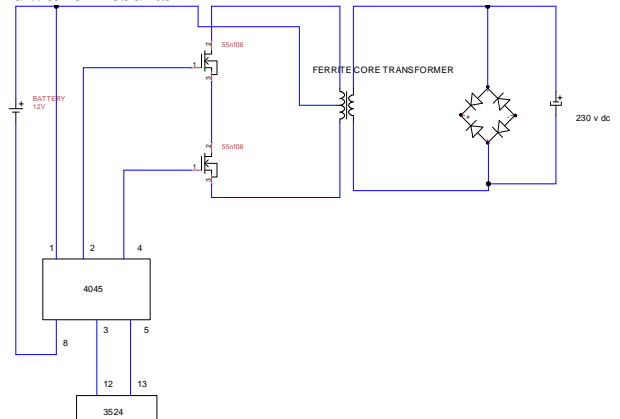 2
55nf06
1
3
FERRITE CORE TRANSFORMER
BATTERY
12V
230 v dc
2
55nf06
1
3
1 2 4
4045
8 3 5
12 13
3524